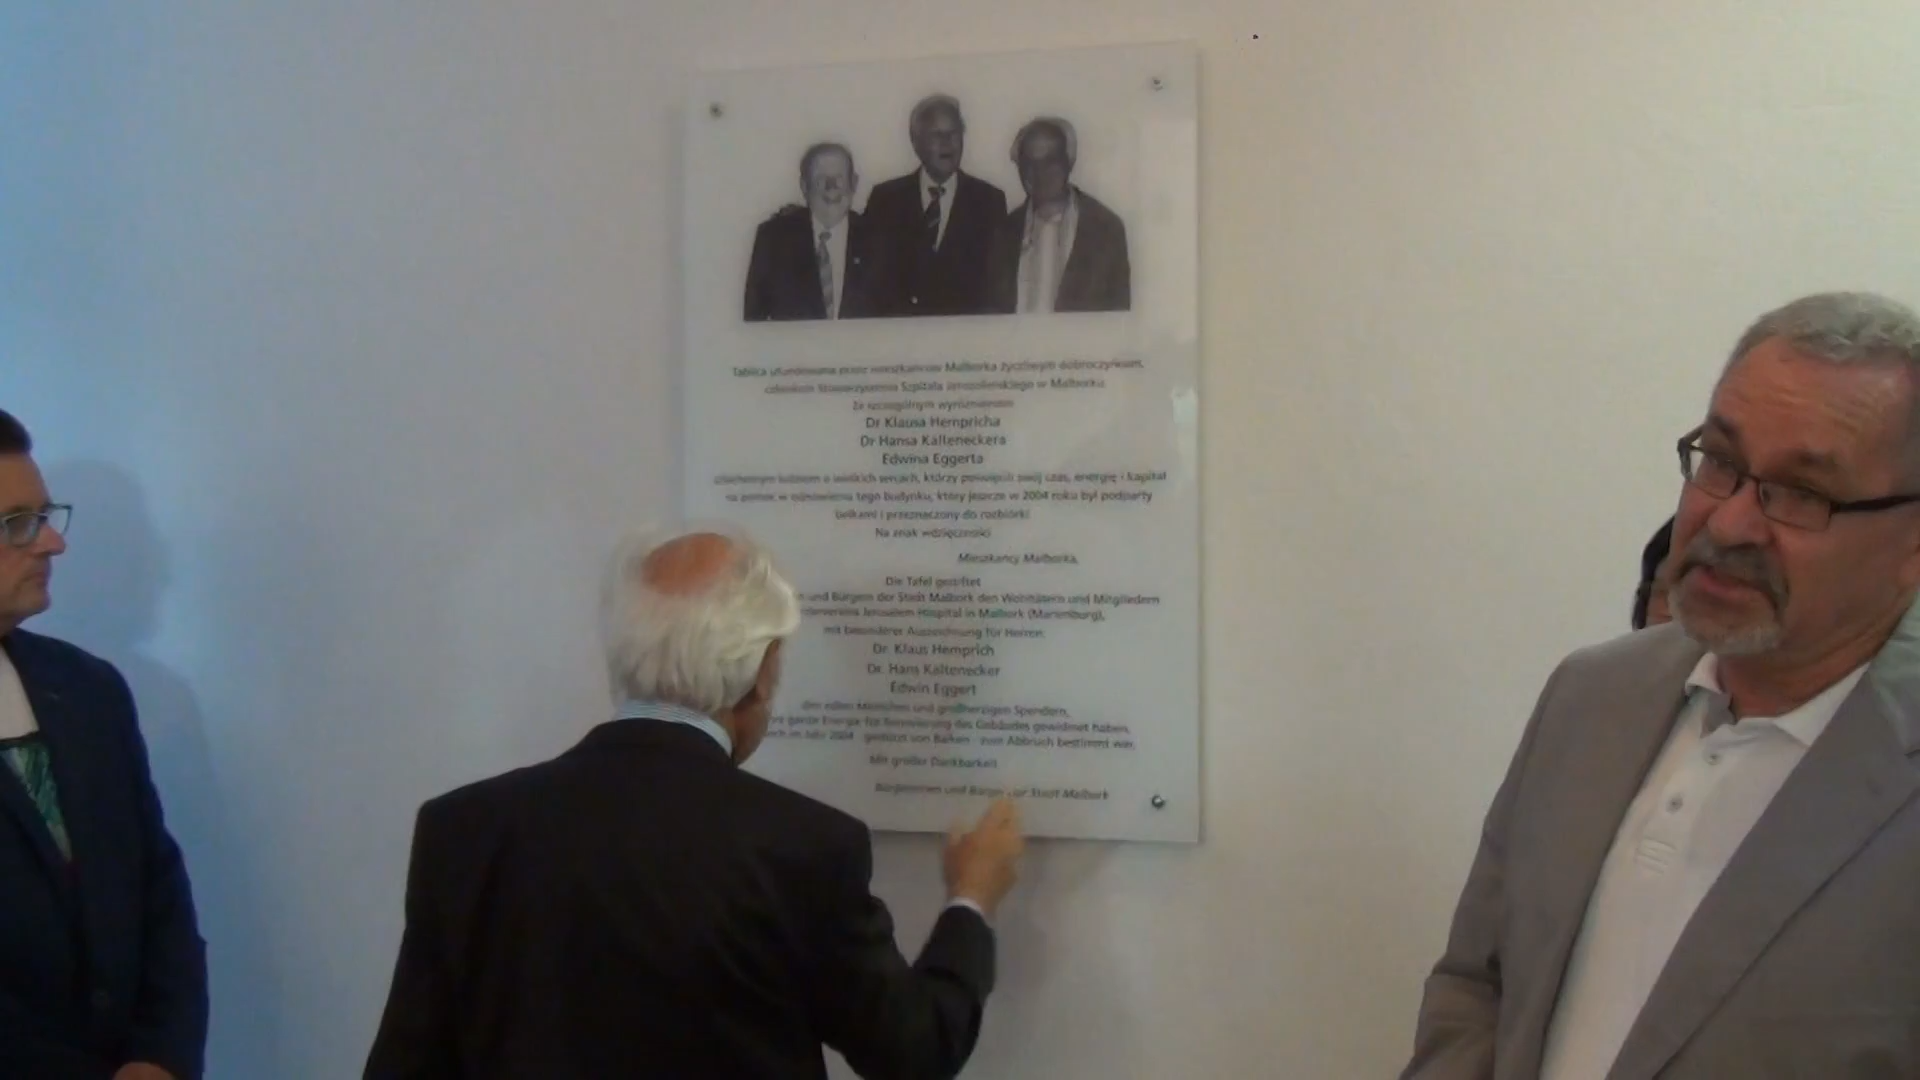 Tablica ufundowana przez mieszkańców Malborka życzliwym dobroczyńcom,
członkom Stowarzyszenia Szpitala Jerozolimskiego w Malborku
Ze szczególnym wyróżnieniem
Dr Klausa Hempricha
Dr Hansa Kalteneckera
Edwina Eggerta
szlachetnym ludziom o wielkich sercach, którzy poświęcili swój czas, energię i kapitał
na pomoc w odnowieniu tego budynku, który jeszcze w 2004 roku był podparty
belkami i przeznaczony do rozbiórki
Na znak wdzięczności
Mieszkańcy Malborka,
Die Tafel gestiftet
und Bürgern der Stadt Malbork den Wohltätern und Mitgliedern
Jerusalem Hospital in Malbork (Marienburg),
mit besonderer Auszeichnung für Herren:
Dr. Klaus Hemprich
Dr. Hans Kaltenecker
Edwin Eggert
den edlen Menschen und großherzigen Spendern,
ganze Energie für Renovierung des Gebäudes gewidmet haben,
im Jahr 2004 - gestützt von Balken - zum Abbruch bestimmt war.
Mit großer Dankbarkeit
Bürgerinnen und Bürger der Stadt Malbork